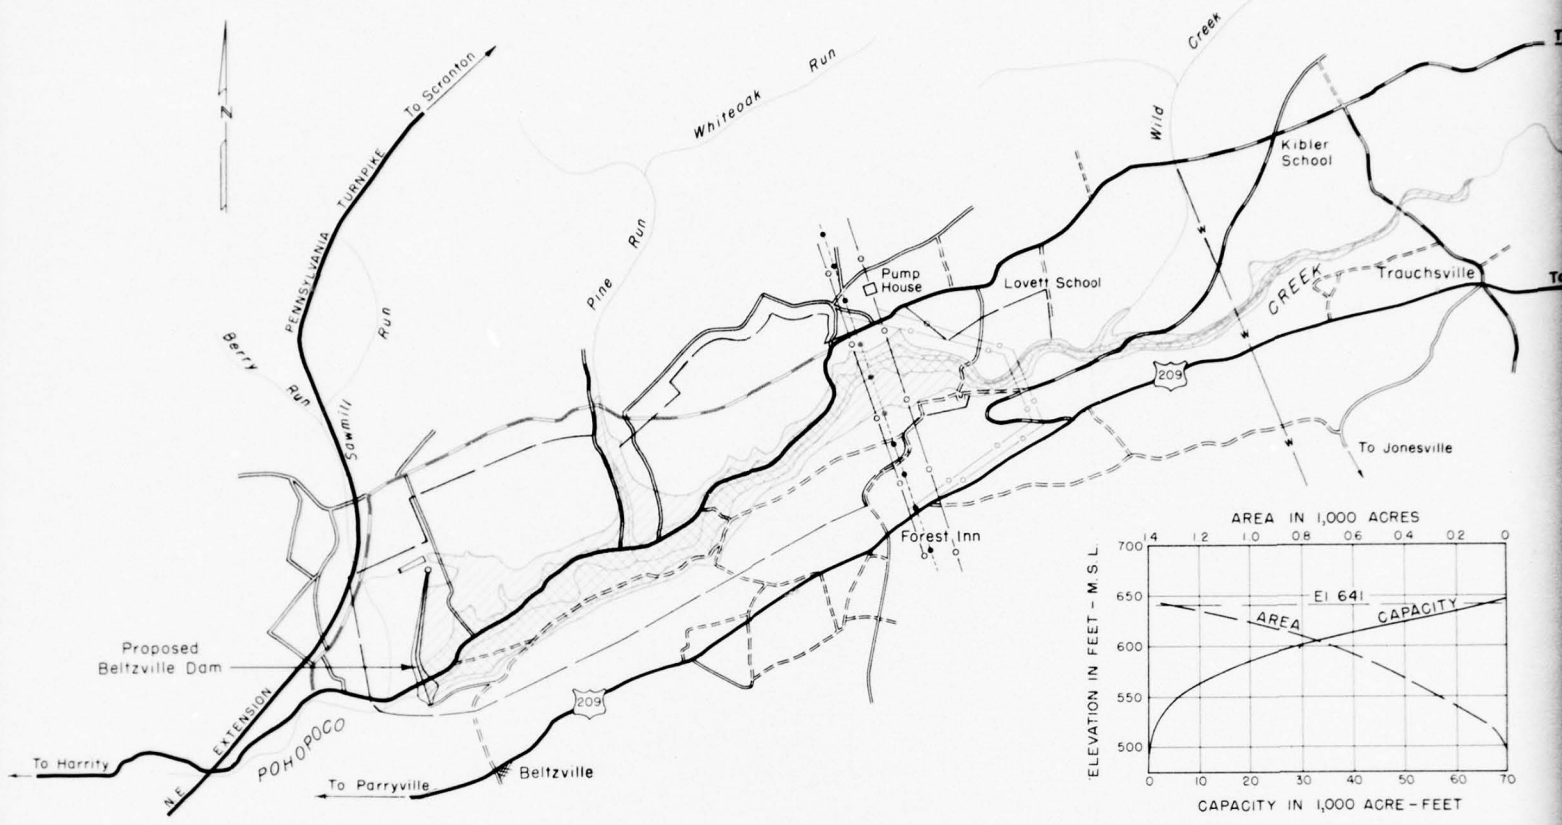 N
To Scranton
PENNSYLVANIA TURNPIKE
Whiteoak Run
Creek
Wild
Kibler
School
Pine Run
Pump
House
Lovett School
CREEK
Trauchsville
Berry Run
Run
Sawmill
209
To Jonesville
Forest Inn
Proposed
Beltzville Dam
N.E. EXTENSION
POHOPOCO
209
To Harrity
To Parryville
Beltzville
W
W
W
AREA IN 1,000 ACRES
1.4 1.2 1.0 0.8 0.6 0.4 0.2 0
ELEVATION IN FEET - M.S.L.
700
650
600
550
500
El 641
AREA
CAPACITY
0 10 20 30 40 50 60 70
CAPACITY IN 1,000 ACRE-FEET